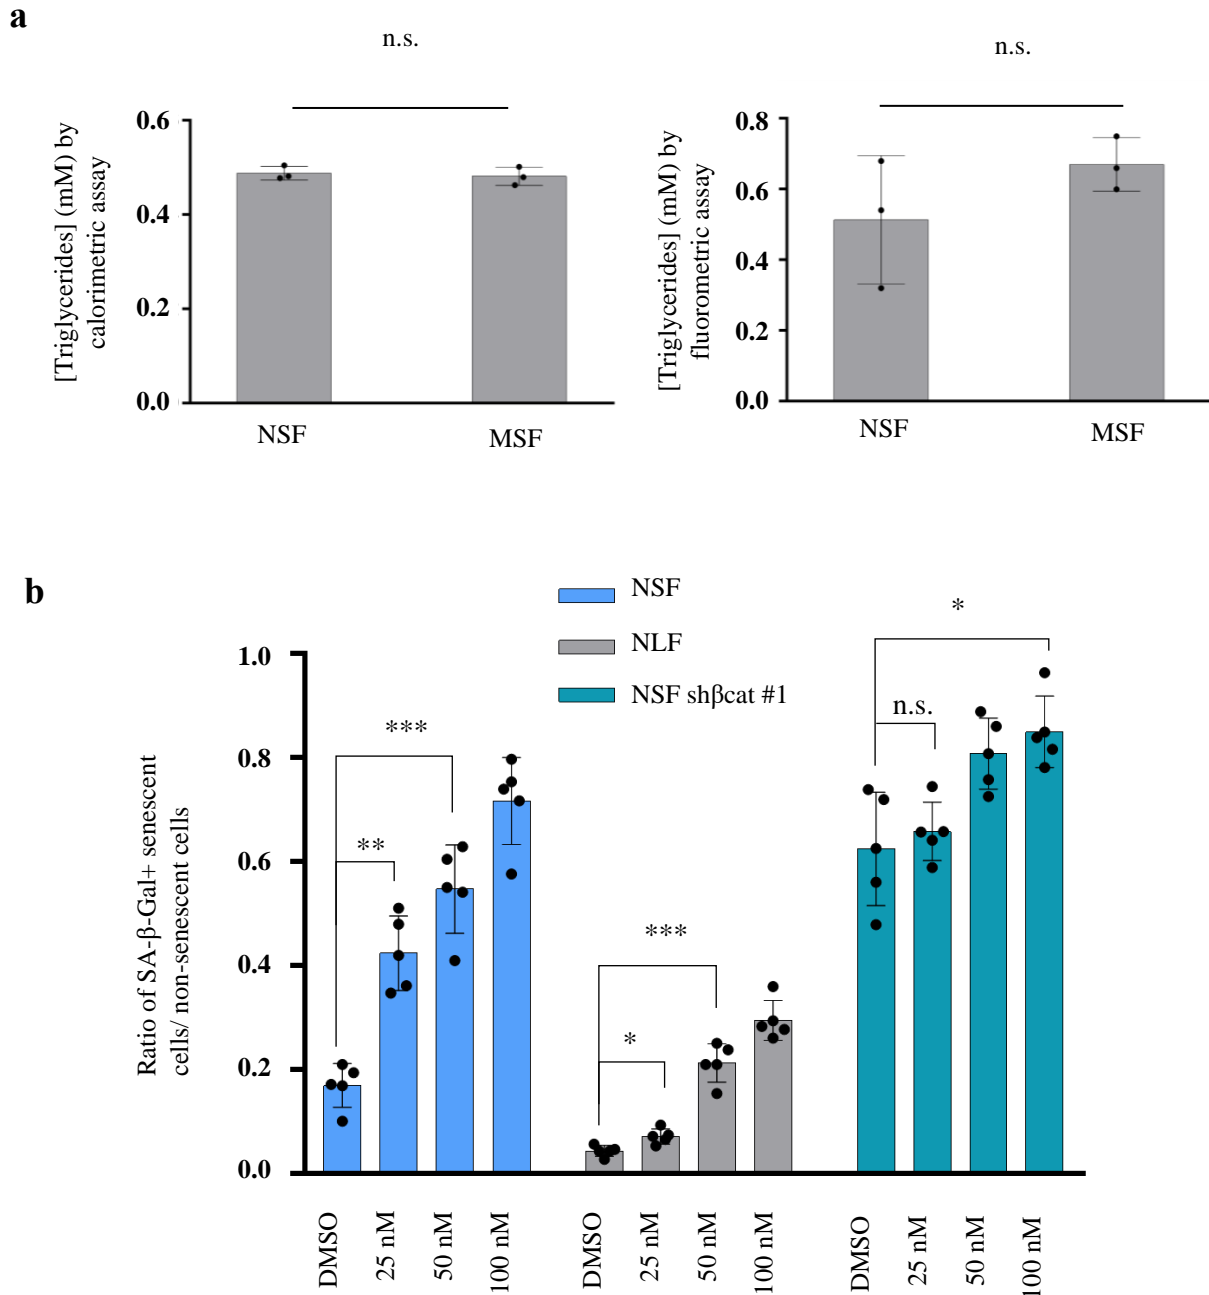 a
n.s.
n.s.
[Triglycerides] (mM) by
calorimetric assay
0.6
0.4
0.2
0.0
NSF
MSF
[Triglycerides] (mM) by
fluorometric assay
0.8
0.6
0.4
0.2
0.0
NSF
MSF
b
NSF
NLF
NSF shβcat #1
Ratio of SA-β-Gal+ senescent
cells/ non-senescent cells
1.0
0.8
0.6
0.4
0.2
0.0
***
**
***
*
*
n.s.
DMSO
25 nM
50 nM
100 nM
DMSO
25 nM
50 nM
100 nM
DMSO
25 nM
50 nM
100 nM